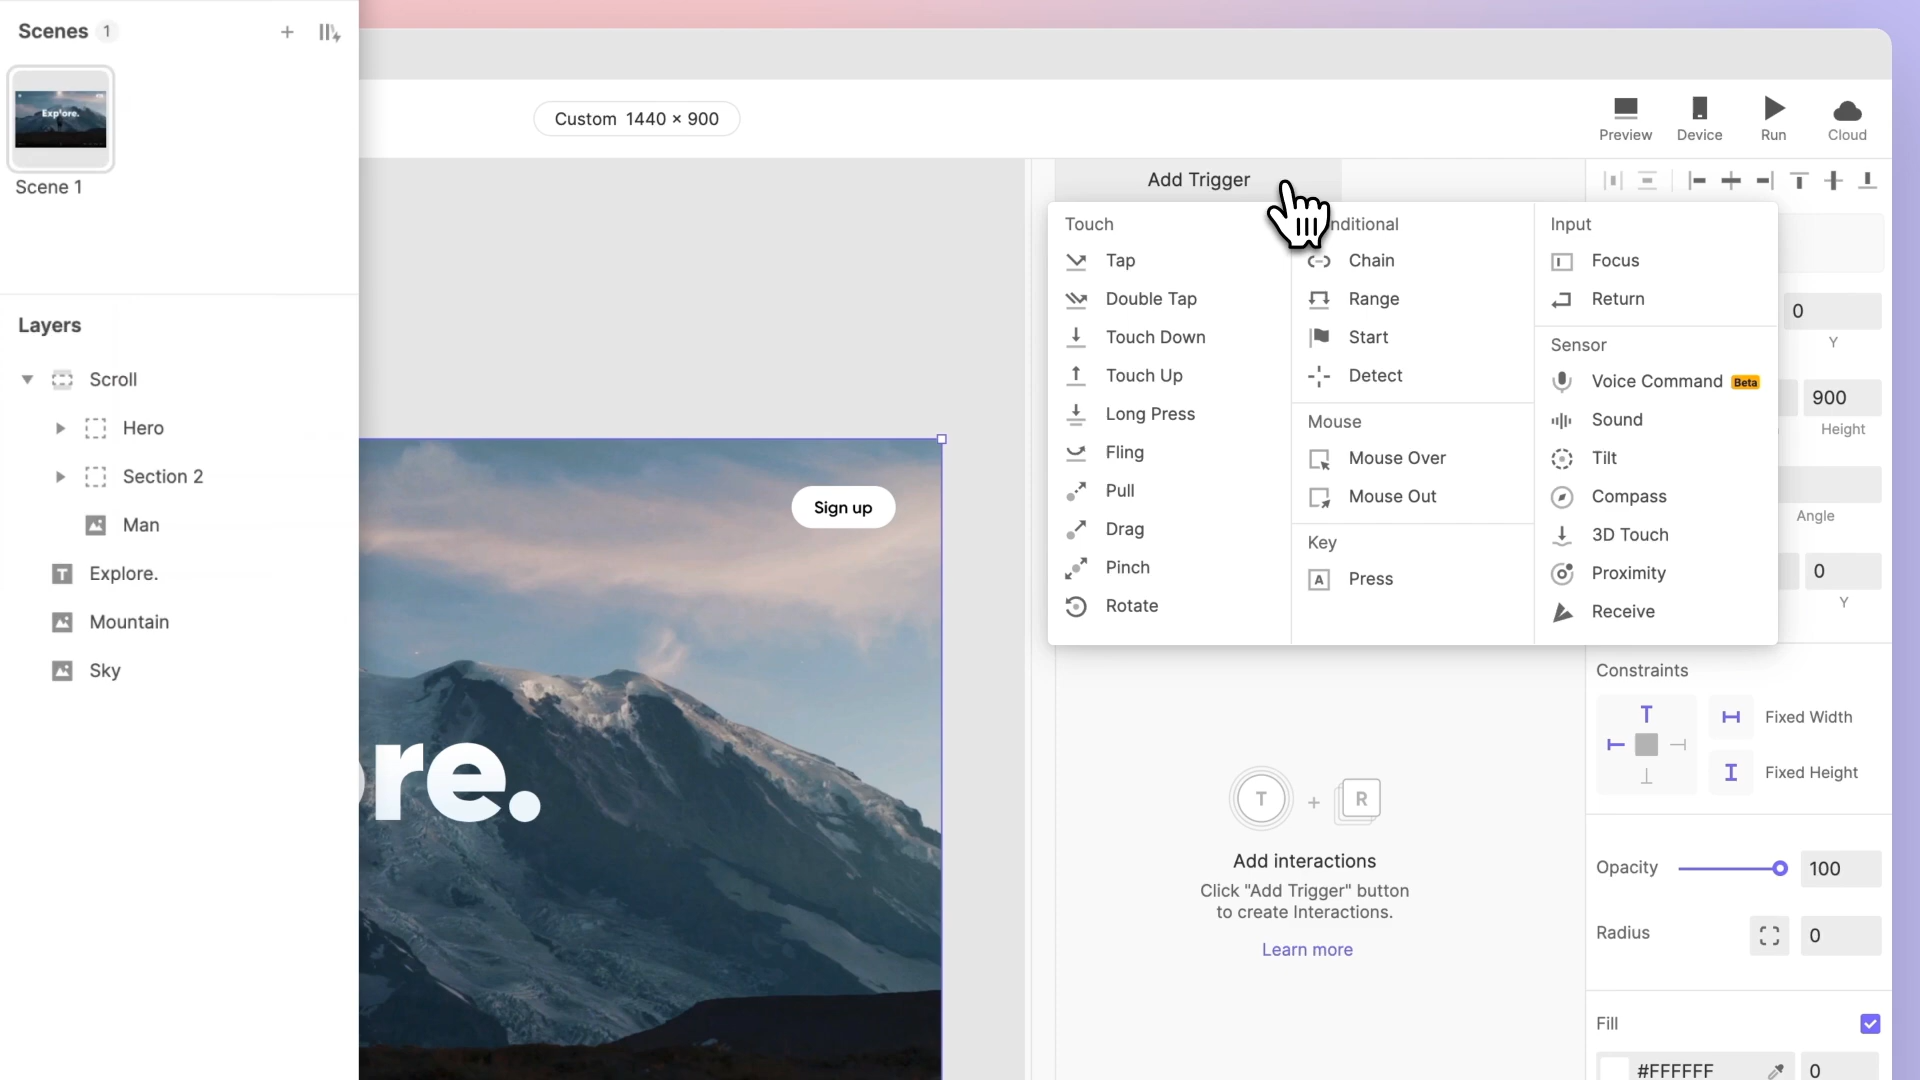 Scenes 1
Explore.
Scene 1
Layers
Scroll
Hero
Section 2
Man
Explore.
Mountain
Sky
Custom 1440 × 900
Preview
Device
Run
Cloud
Sign up
re.
Add Trigger
Touch
Tap
Double Tap
Touch Down
Touch Up
Long Press
Fling
Pull
Drag
Pinch
Rotate
nditional
Chain
Range
Start
Detect
Mouse
Mouse Over
Mouse Out
Key
A Press
Input
Focus
Return
Sensor
Voice Command Beta
Sound
Tilt
Compass
3D Touch
Proximity
Receive
T + R
Add interactions
Click "Add Trigger" button
to create Interactions.
Learn more
0
Y
900
Height
Angle
0
Y
Constraints
Fixed Width
Fixed Height
Opacity 100
Radius 0
Fill
#FFFFFF 0